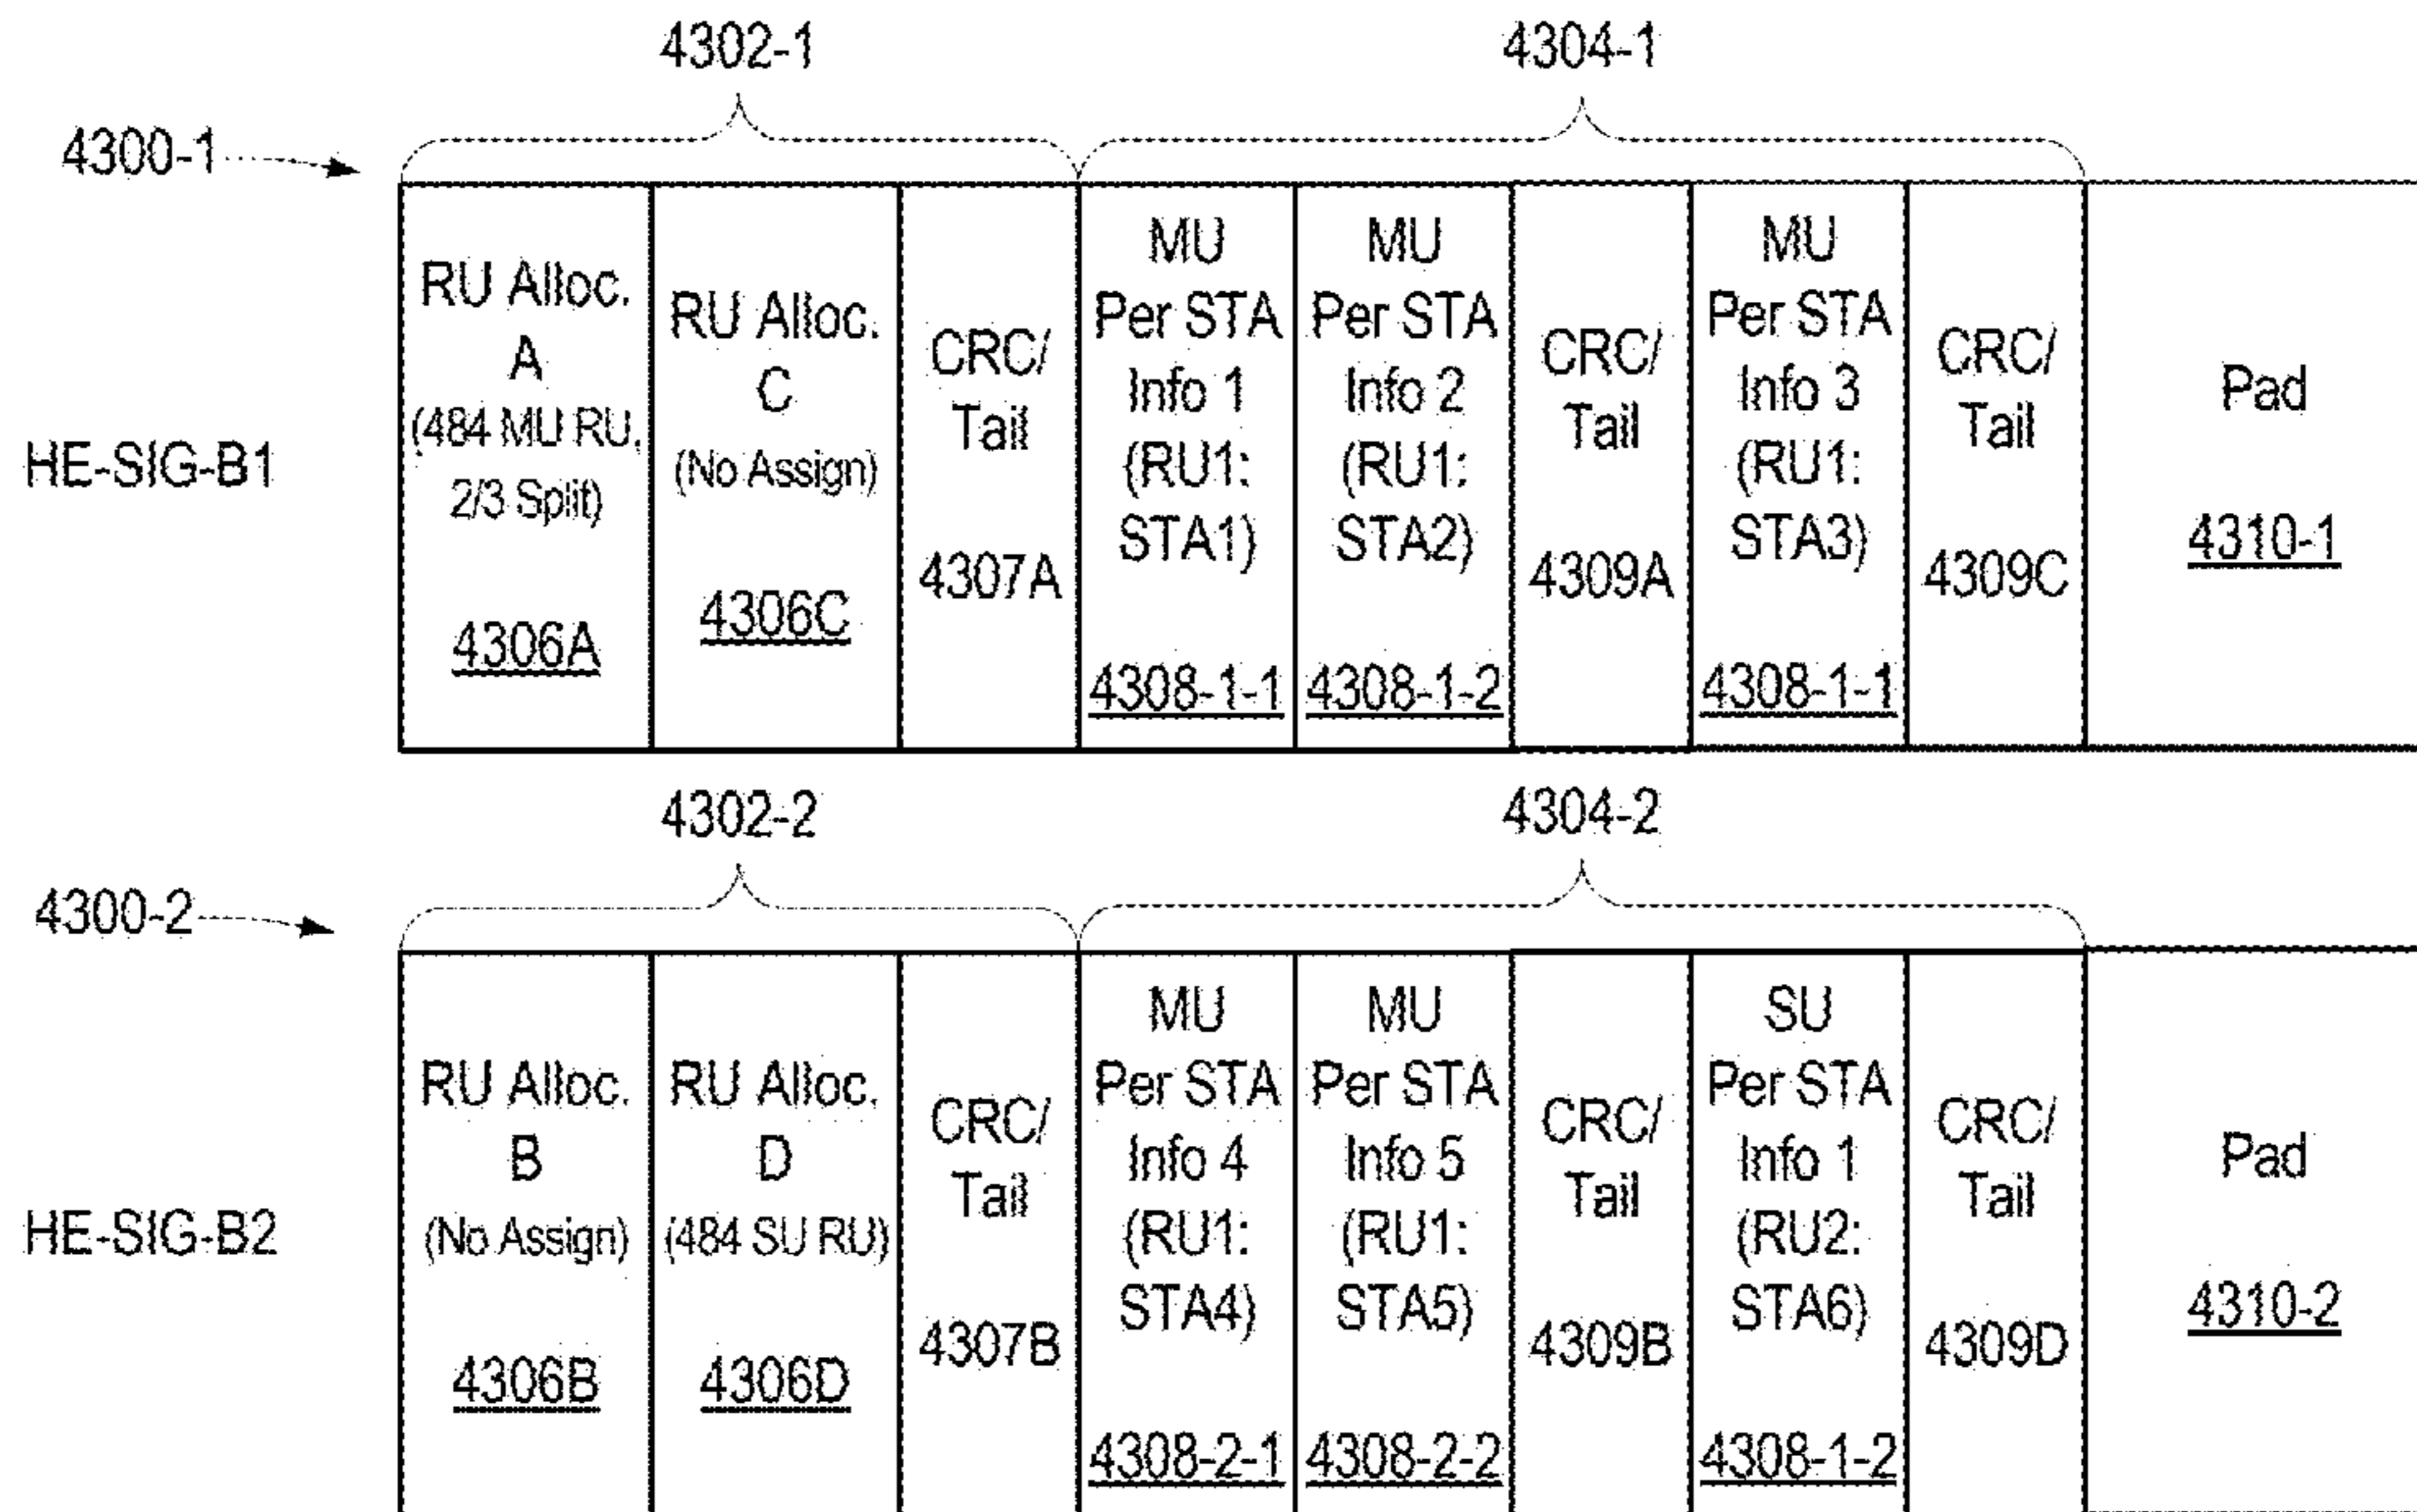 4302-1
4304-1
4300-1
HE-SIG-B1
RU Alloc.
A
(484 MU RU,
2/3 Split)
4306A
RU Alloc.
C
(No Assign)
4306C
CRC/
Tail
4307A
MU
Per STA
Info 1
(RU1:
STA1)
4308-1-1
MU
Per STA
Info 2
(RU1:
STA2)
4308-1-2
CRC/
Tail
4309A
MU
Per STA
Info 3
(RU1:
STA3)
4308-1-1
CRC/
Tail
4309C
Pad
4310-1
4302-2
4304-2
4300-2
HE-SIG-B2
RU Alloc.
B
(No Assign)
4306B
RU Alloc.
D
(484 SU RU)
4306D
CRC/
Tail
4307B
MU
Per STA
Info 4
(RU1:
STA4)
4308-2-1
MU
Per STA
Info 5
(RU1:
STA5)
4308-2-2
CRC/
Tail
4309B
SU
Per STA
Info 1
(RU2:
STA6)
4308-1-2
CRC/
Tail
4309D
Pad
4310-2